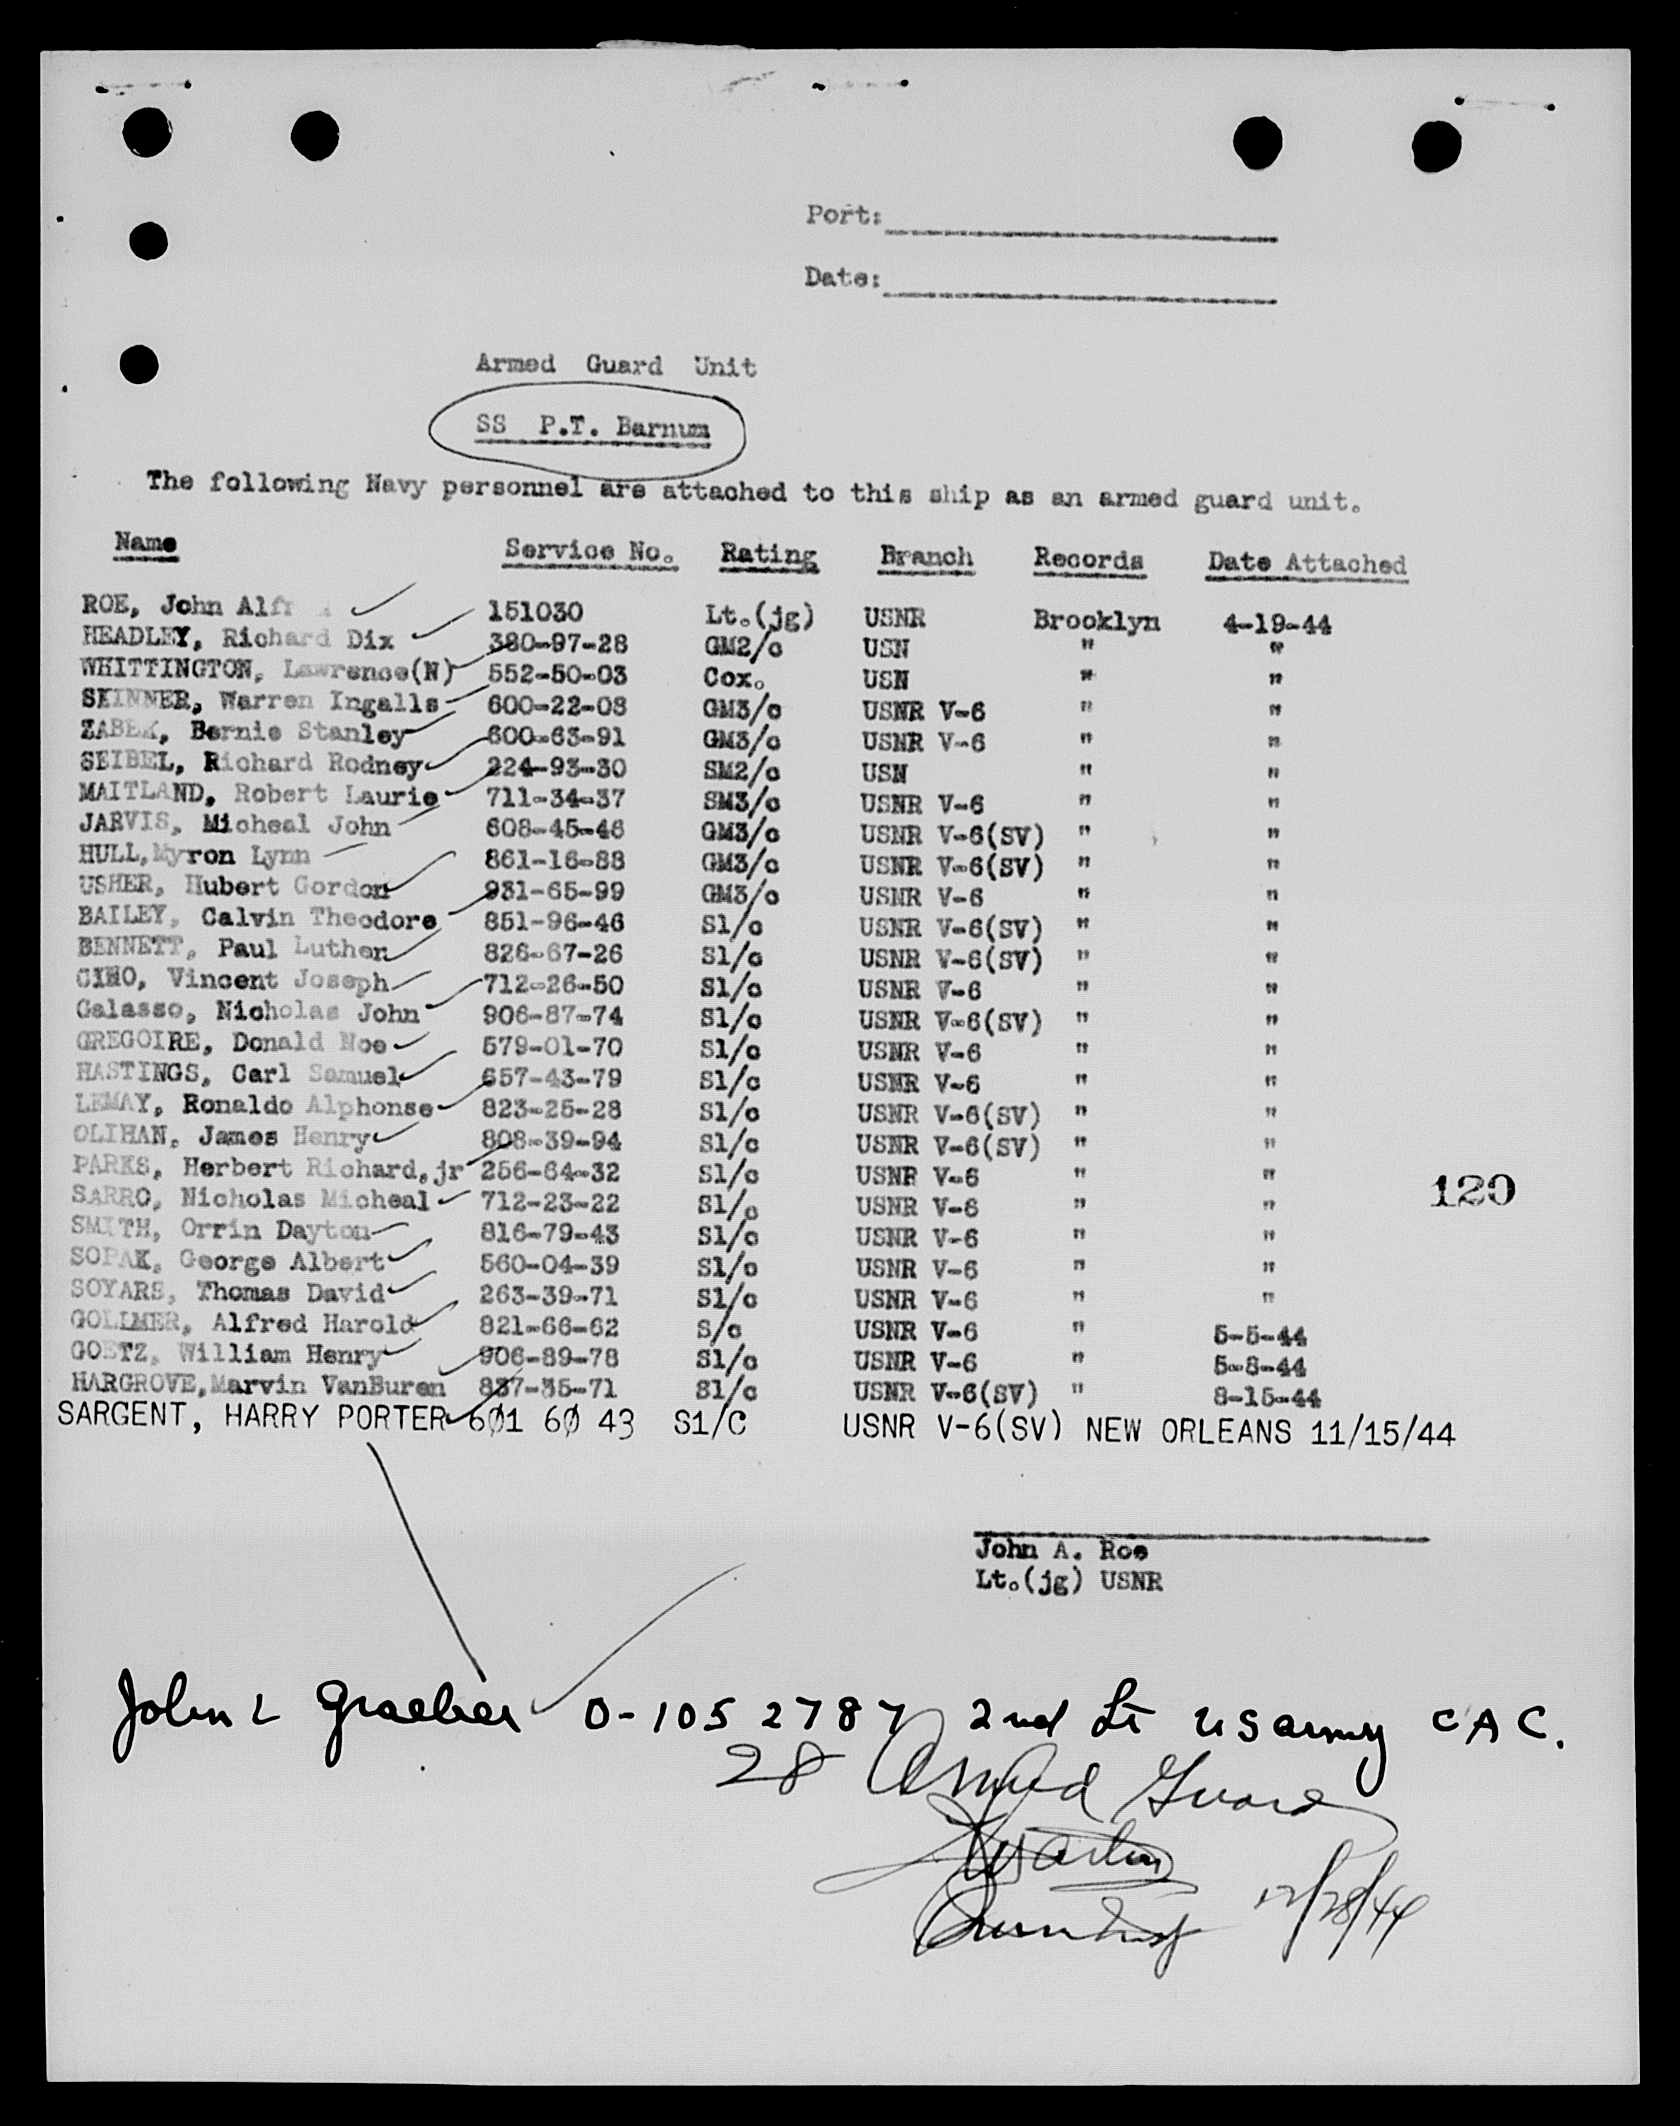 Port:
Date:
Armed Guard Unit
SS P.T. Barnum
The following Navy personnel are attached to this ship as an armed guard unit.
Name Service No. Rating Branch Records Date Attached
ROE, John Alfr 151030 Lt.(jg) USNR Brooklyn 4-19-44
HEADLEY, Richard Dix 380-97-28 GM2/c USN " "
WHITTINGTON, Lawrence(N) 552-50-03 Cox. USN " "
SKINNER, Warren Ingalls 600-22-08 GM3/c USNR V-6 " "
ZABEK, Bernie Stanley 600-63-91 GM3/c USNR V-6 " "
SEIBEL, Richard Rodney 224-93-30 SM2/c USN " "
MAITLAND, Robert Laurie 711-34-37 SM3/c USNR V-6 " "
JARVIS, Micheal John 608-45-46 GM3/c USNR V-6(SV) " "
HULL,Myron Lynn 861-16-88 GM3/c USNR V-6(SV) " "
USHER, Hubert Gordon 931-65-99 GM3/c USNR V-6 " "
BAILEY, Calvin Theodore 851-96-46 S1/c USNR V-6(SV) " "
BENNETT, Paul Luther 826-67-26 S1/c USNR V-6(SV) " "
CINO, Vincent Joseph 712-26-50 S1/c USNR V-6 " "
Galasso, Nicholas John 906-87-74 S1/c USNR V-6(SV) " "
GREGOIRE, Donald Noe 579-01-70 S1/c USNR V-6 " "
HASTINGS, Carl Samuel 657-43-79 S1/c USNR V-6 " "
LEMAY, Ronaldo Alphonse 823-25-28 S1/c USNR V-6(SV) " "
OLIHAN, James Henry 808-39-94 S1/c USNR V-6(SV) " "
PARKS, Herbert Richard,jr 256-64-32 S1/c USNR V-6 " "
120
SARRO, Nicholas Micheal 712-23-22 S1/c USNR V-6 " "
SMITH, Orrin Dayton 816-79-43 S1/c USNR V-6 " "
SOPAK, George Albert 560-04-39 S1/c USNR V-6 " "
SOYARS, Thomas David 263-39-71 S1/c USNR V-6 " "
GOLLMER, Alfred Harold 821-66-62 S/c USNR V-6 " 5-5-44
GOETZ, William Henry 906-89-78 S1/c USNR V-6 " 5-8-44
HARGROVE,Marvin VanBuren 837-35-71 S1/c USNR V-6(SV) " 8-15-44
SARGENT, HARRY PORTER 6Ø1 6Ø 43 S1/C USNR V-6(SV) NEW ORLEANS 11/15/44
John A. Roe
Lt.(jg) USNR
John L Graeber 0-1052787 2nd Lt US army CAC.
28 Armed Guard
12/28/44